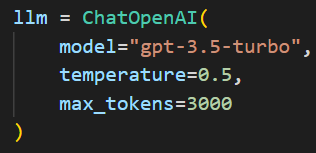 llm = ChatOpenAI(
    model="gpt-3.5-turbo",
    temperature=0.5,
    max_tokens=3000
)